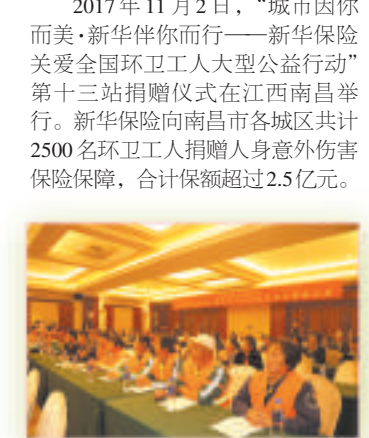 2017年11月2日，“城市因你
而美·新华伴你而行——新华保险
关爱全国环卫工人大型公益行动”
第十三站捐赠仪式在江西南昌举
行。新华保险向南昌市各城区共计
2500名环卫工人捐赠人身意外伤害
保险保障，合计保额超过2.5亿元。